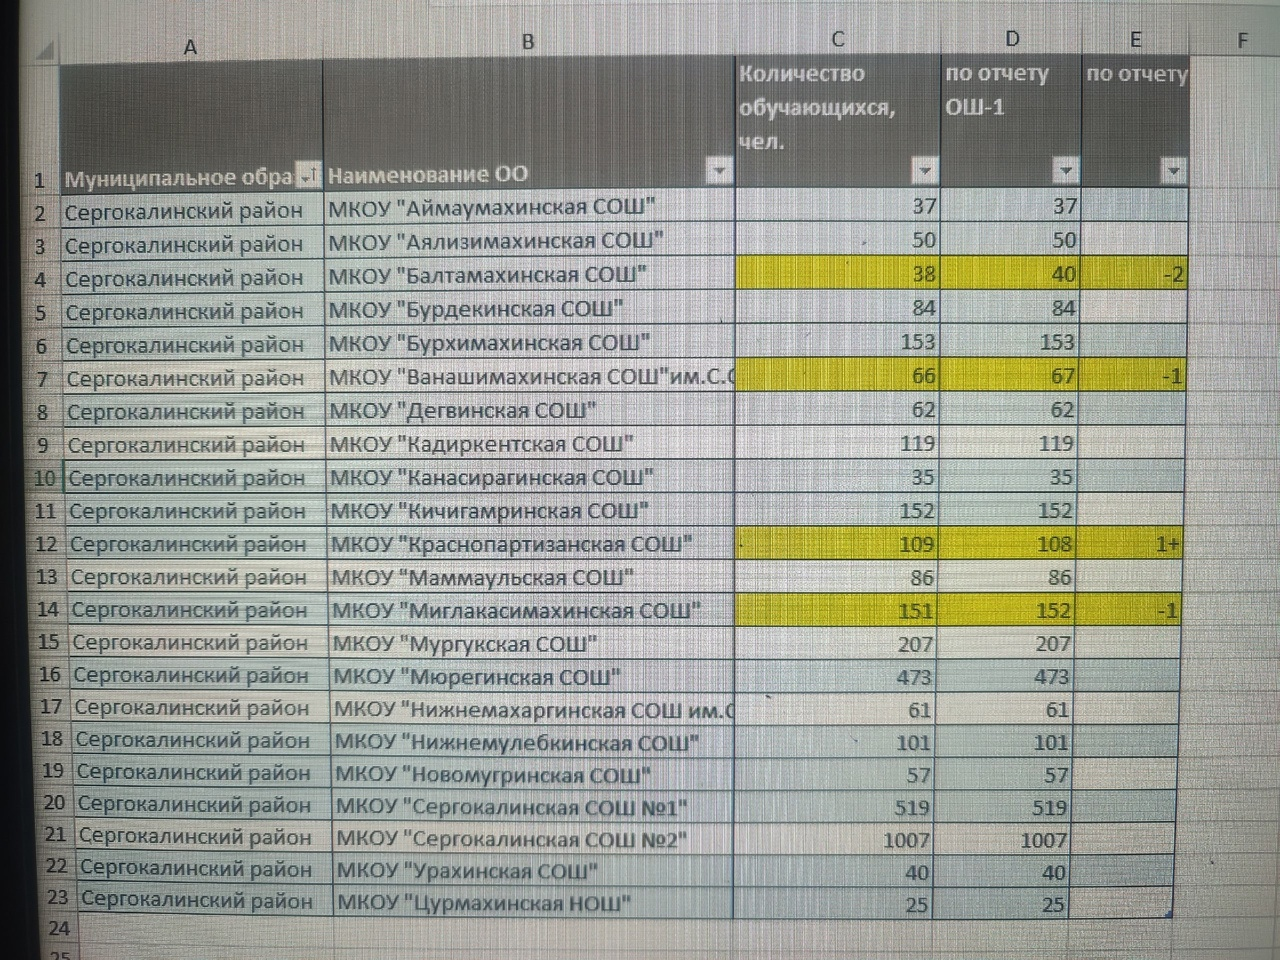 A B C D E F
1 Муниципальное обра Наименование ОО Количество обучающихся, чел. по отчету ОШ-1 по отчету
2 Сергокалинский район МКОУ "Аймаумахинская СОШ" 37 37
3 Сергокалинский район МКОУ "Аялизимахинская СОШ" 50 50
4 Сергокалинский район МКОУ "Балтамахинская СОШ" 38 40 -2
5 Сергокалинский район МКОУ "Бурдекинская СОШ" 84 84
6 Сергокалинский район МКОУ "Бурхимахинская СОШ" 153 153
7 Сергокалинский район МКОУ "Ванашимахинская СОШ"им.С.О 66 67 -1
8 Сергокалинский район МКОУ "Дегвинская СОШ" 62 62
9 Сергокалинский район МКОУ "Кадиркентская СОШ" 119 119
10 Сергокалинский район МКОУ "Канасирагинская СОШ" 35 35
11 Сергокалинский район МКОУ "Кичигамринская СОШ" 152 152
12 Сергокалинский район МКОУ "Краснопартизанская СОШ" 109 108 1+
13 Сергокалинский район МКОУ "Маммаульская СОШ" 86 86
14 Сергокалинский район МКОУ "Миглакасимахинская СОШ" 151 152 -1
15 Сергокалинский район МКОУ "Мургукская СОШ" 207 207
16 Сергокалинский район МКОУ "Мюрегинская СОШ" 473 473
17 Сергокалинский район МКОУ "Нижнемахаргинская СОШ им.С 61 61
18 Сергокалинский район МКОУ "Нижнемулебкинская СОШ" 101 101
19 Сергокалинский район МКОУ "Новомугринская СОШ" 57 57
20 Сергокалинский район МКОУ "Сергокалинская СОШ №1" 519 519
21 Сергокалинский район МКОУ "Сергокалинская СОШ №2" 1007 1007
22 Сергокалинский район МКОУ "Урахинская СОШ" 40 40
23 Сергокалинский район МКОУ "Цурмахинская НОШ" 25 25
24
25